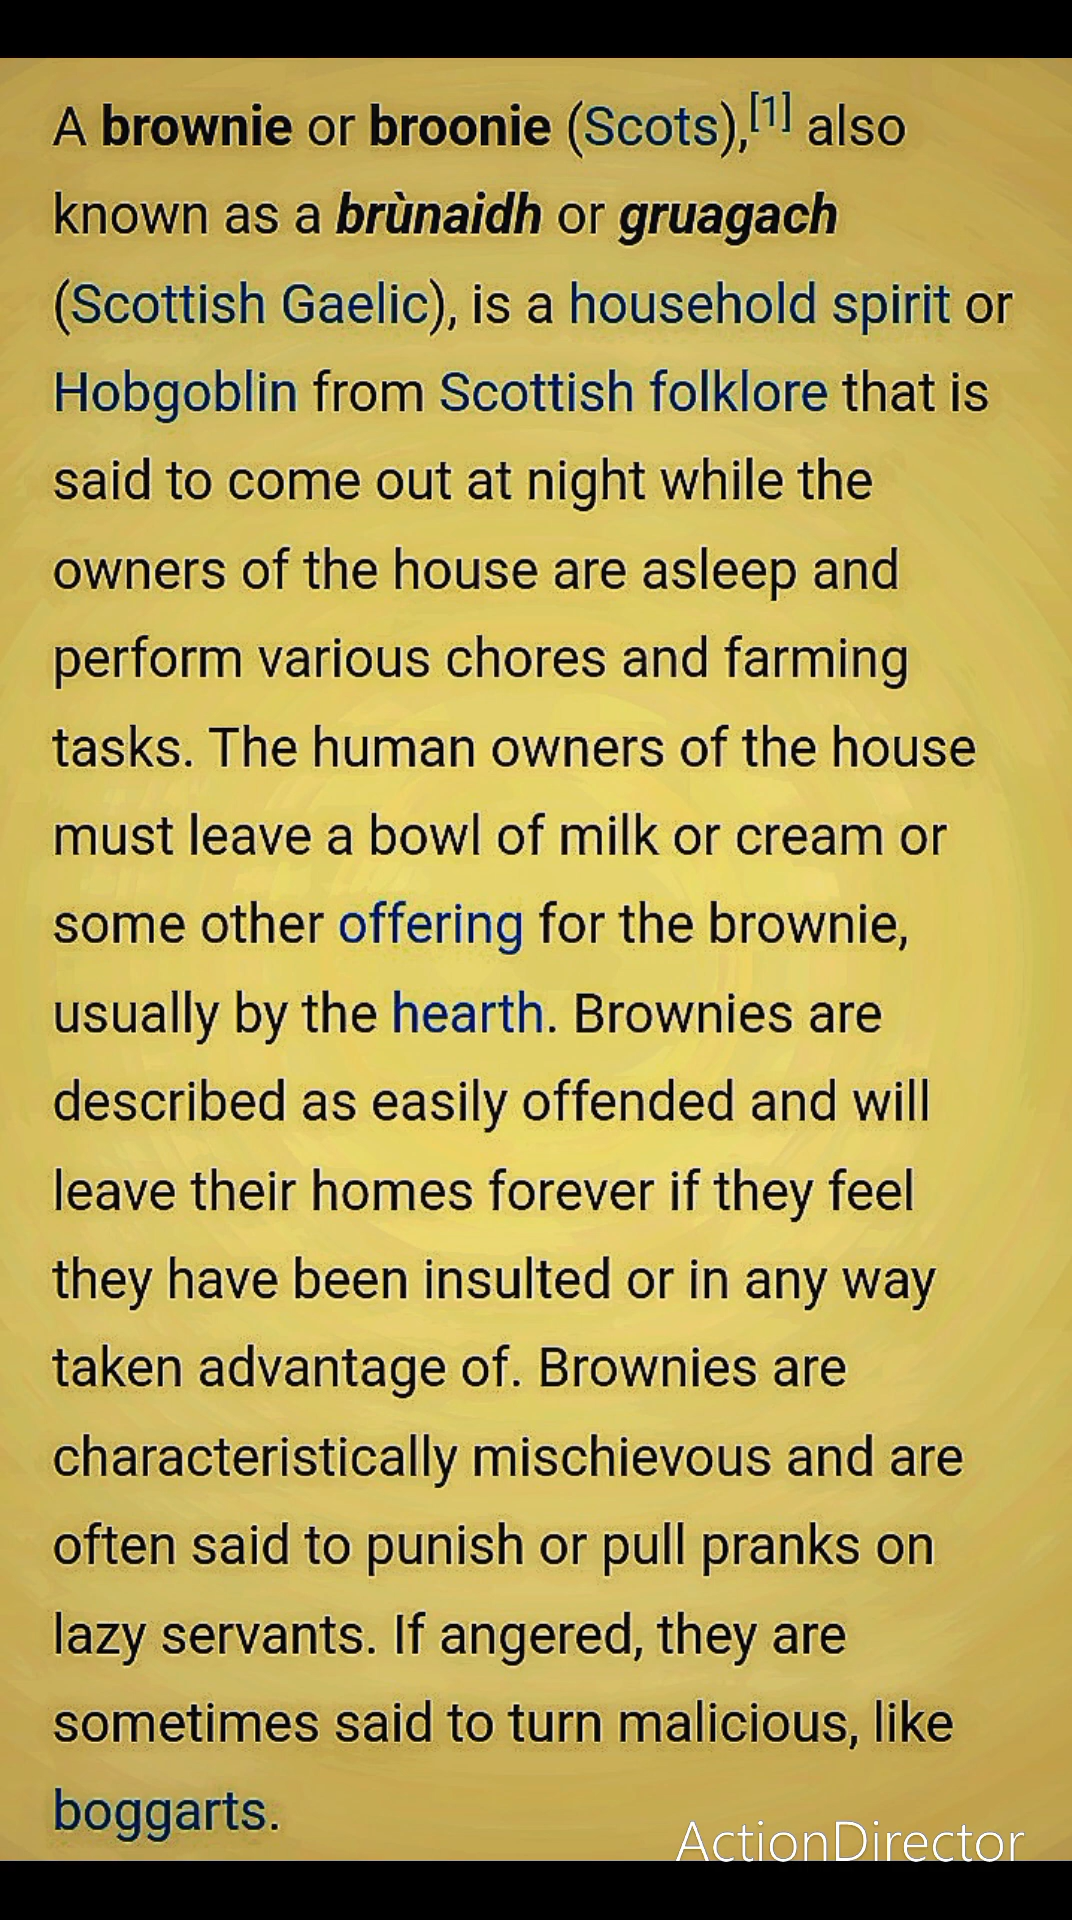 A brownie or broonie (Scots),[1] also
known as a brùnaidh or gruagach
(Scottish Gaelic), is a household spirit or
Hobgoblin from Scottish folklore that is
said to come out at night while the
owners of the house are asleep and
perform various chores and farming
tasks. The human owners of the house
must leave a bowl of milk or cream or
some other offering for the brownie,
usually by the hearth. Brownies are
described as easily offended and will
leave their homes forever if they feel
they have been insulted or in any way
taken advantage of. Brownies are
characteristically mischievous and are
often said to punish or pull pranks on
lazy servants. If angered, they are
sometimes said to turn malicious, like
boggarts.
ActionDirector